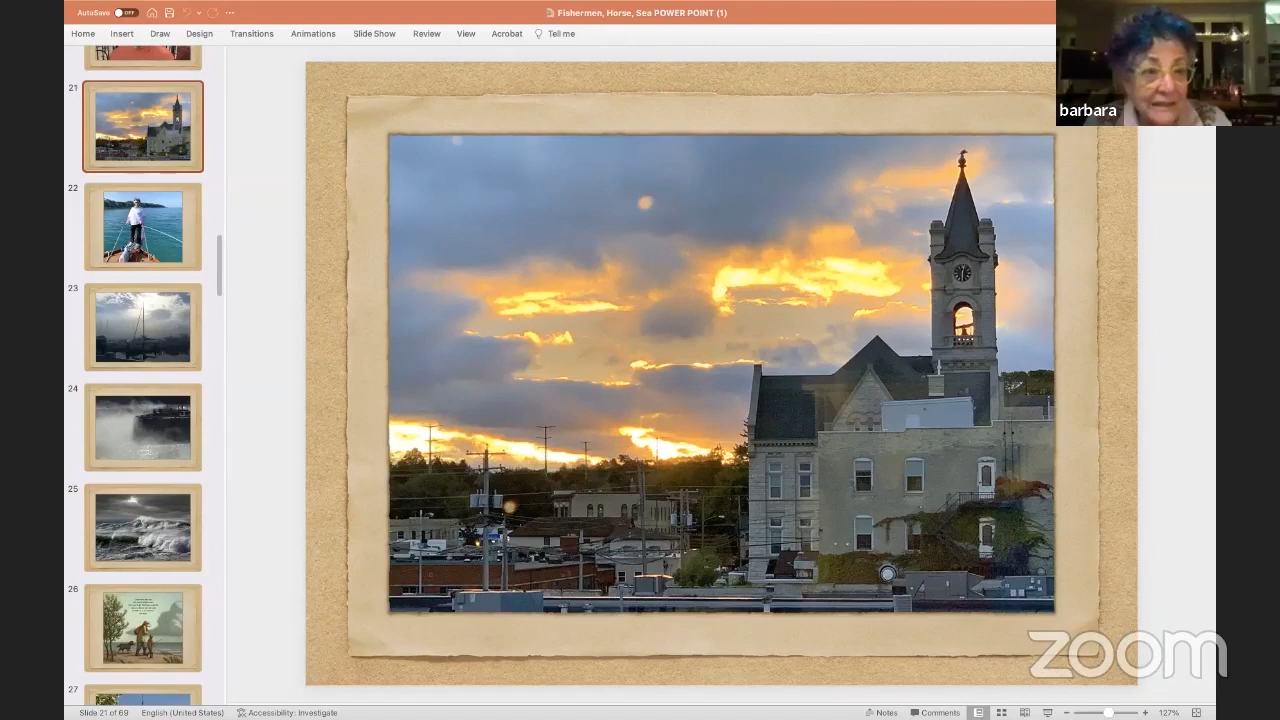 AutoSave OFF
Fishermen, Horse, Sea POWER POINT (1)
Home Insert Draw Design Transitions Animations Slide Show Review View Acrobat Tell me
barbara
21
22
23
24
25
26
27
zoom
Slide 21 of 69 English (United States) Accessibility: Investigate Notes Comments 127%